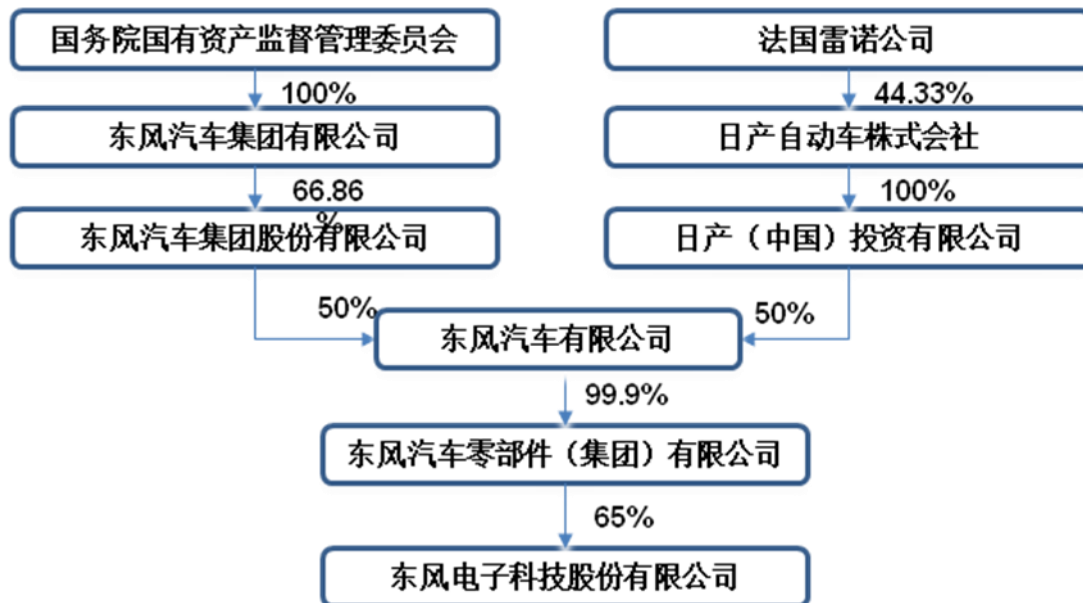 国务院国有资产监督管理委员会
法国雷诺公司
100%
44.33%
东风汽车集团有限公司
日产自动车株式会社
66.86
%
100%
东风汽车集团股份有限公司
日产（中国）投资有限公司
50%
50%
东风汽车有限公司
99.9%
东风汽车零部件（集团）有限公司
65%
东风电子科技股份有限公司